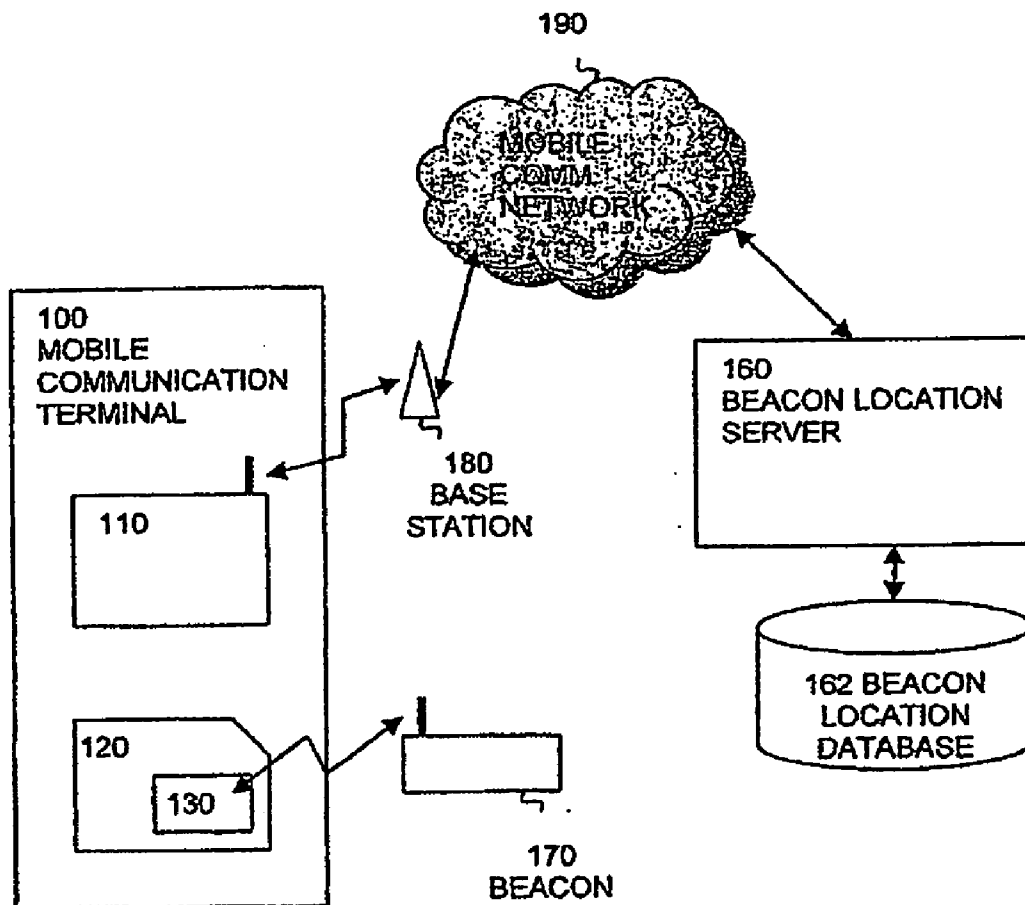 190
MOBILE
COMM.
NETWORK
100
MOBILE
COMMUNICATION
TERMINAL
160
BEACON LOCATION
SERVER
180
BASE
STATION
110
162 BEACON
LOCATION
DATABASE
120
130
170
BEACON